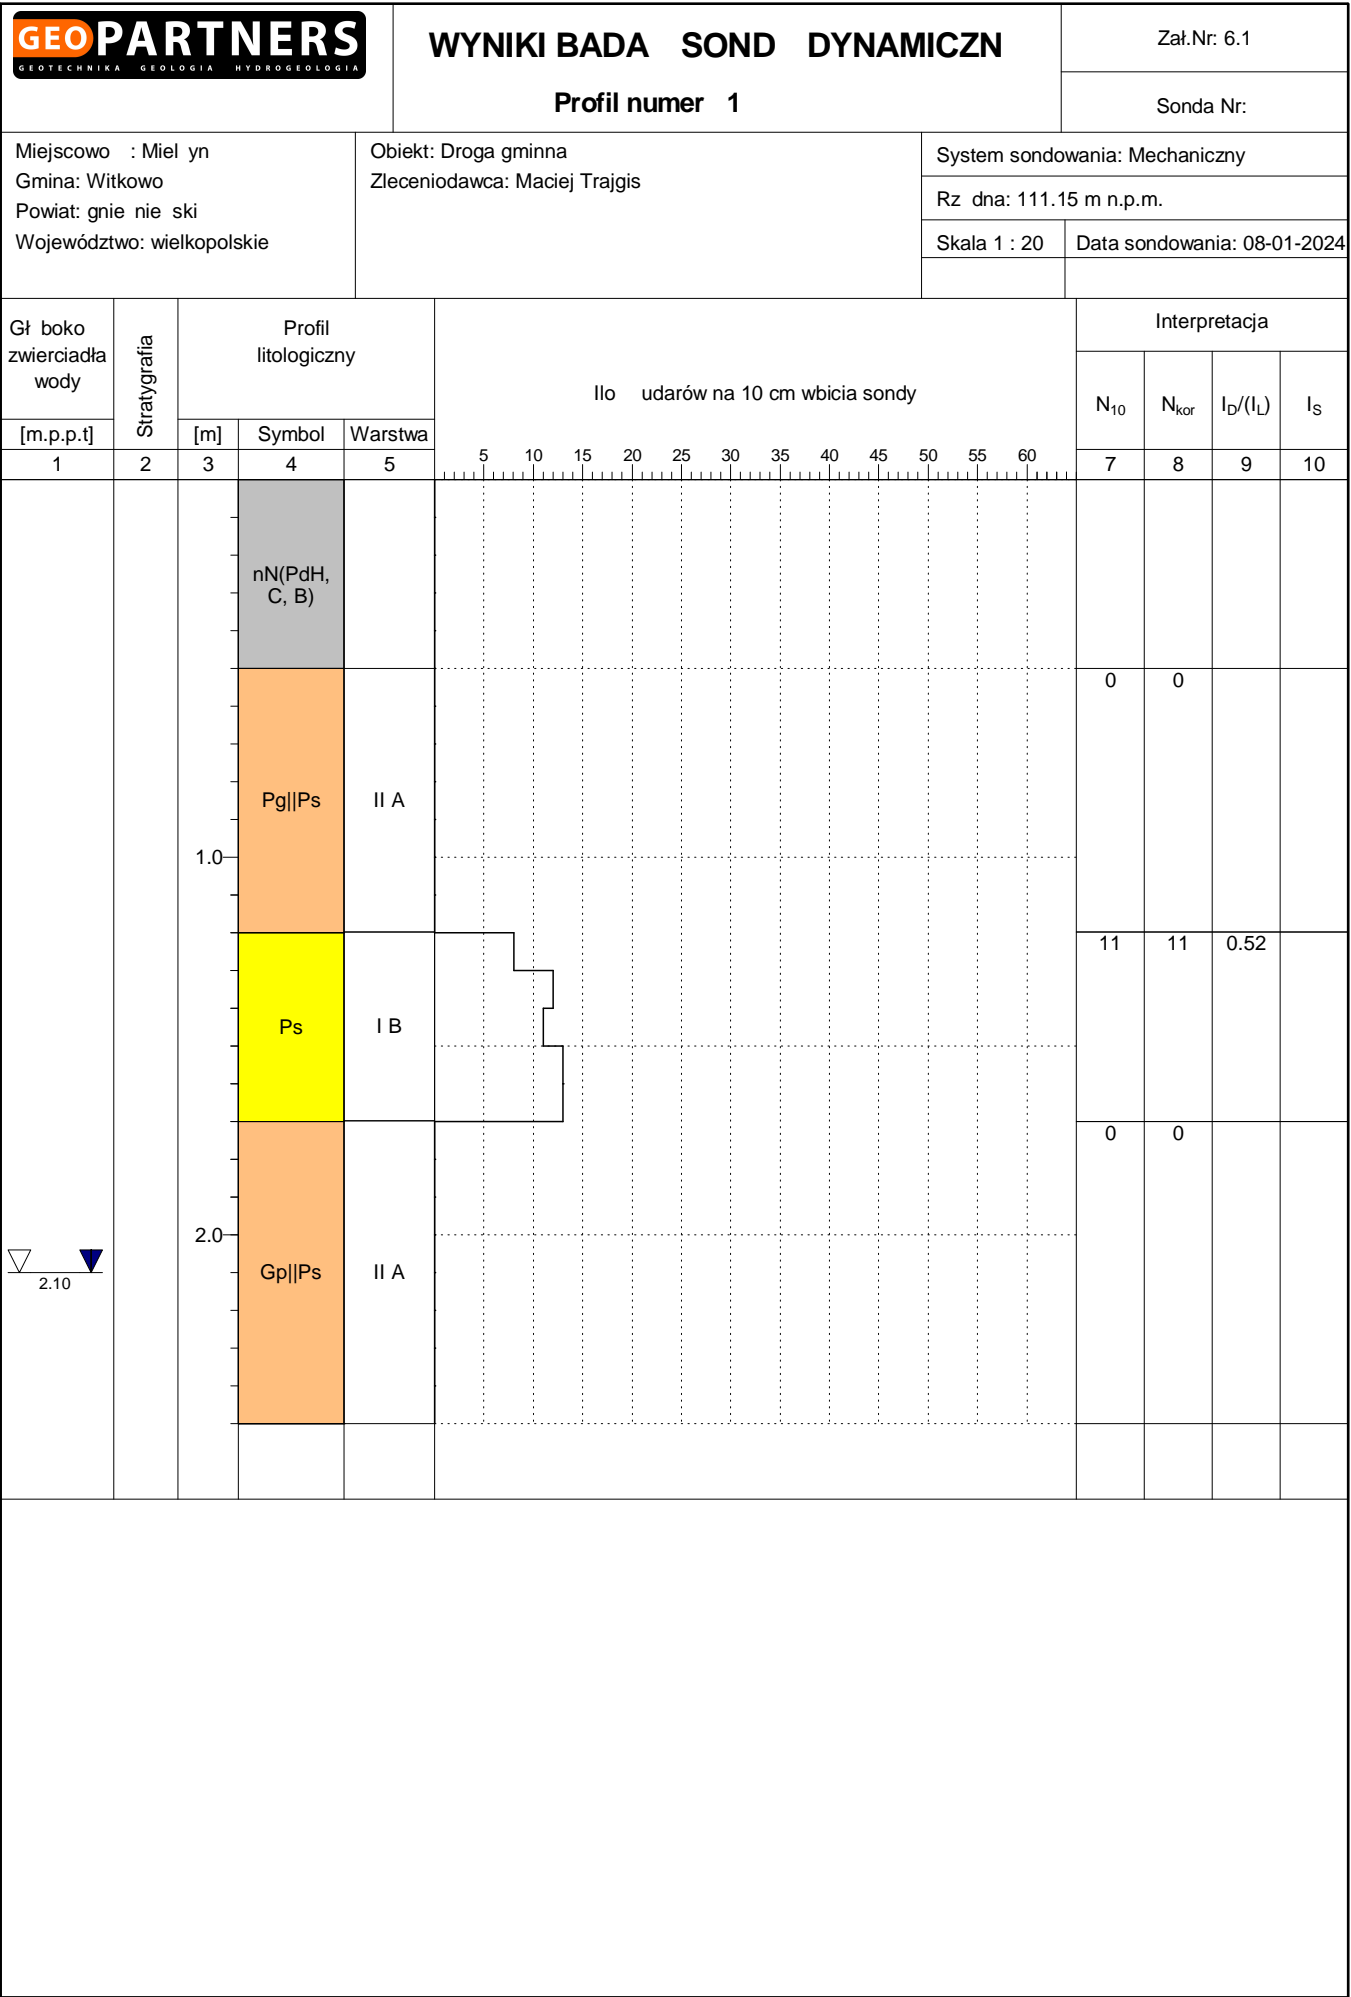 GEOPARTNERS
GEOTECHNIKA GEOLOGIA HYDROGEOLOGIA
WYNIKI BADA SOND DYNAMICZN
Profil numer 1
Zał.Nr: 6.1
Sonda Nr:
Miejscowo : Miel yn
Gmina: Witkowo
Powiat: gnie nie ski
Województwo: wielkopolskie
Obiekt: Droga gminna
Zleceniodawca: Maciej Trajgis
System sondowania: Mechaniczny
Rz dna: 111.15 m n.p.m.
Skala 1 : 20
Data sondowania: 08-01-2024
Gł boko
zwierciadła
wody
[m.p.p.t]
Stratygrafia
Profil
litologiczny
[m] Symbol Warstwa
Ilo udarów na 10 cm wbicia sondy
Interpretacja
N10 Nkor ID/(IL) IS
5 10 15 20 25 30 35 40 45 50 55 60
1 2 3 4 5 7 8 9 10
nN(PdH,
C, B)
0 0
Pg||Ps II A
1.0
11 11 0.52
Ps I B
0 0
2.0
2.10
Gp||Ps II A